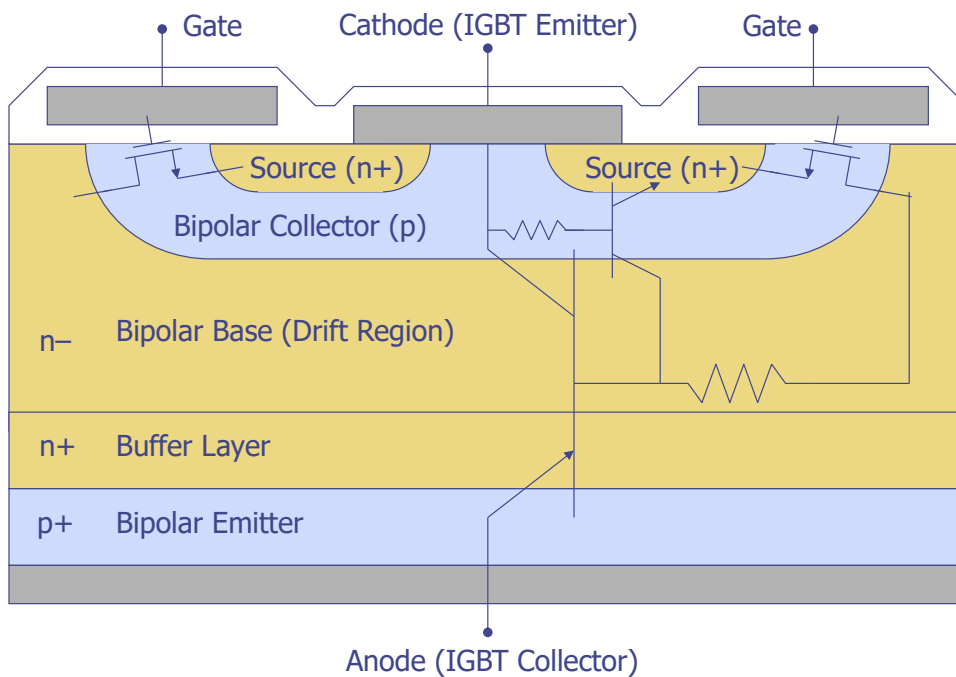 Gate
Cathode (IGBT Emitter)
Gate
Source (n+)
Source (n+)
Bipolar Collector (p)
n–
Bipolar Base (Drift Region)
n+
Buffer Layer
p+
Bipolar Emitter
Anode (IGBT Collector)